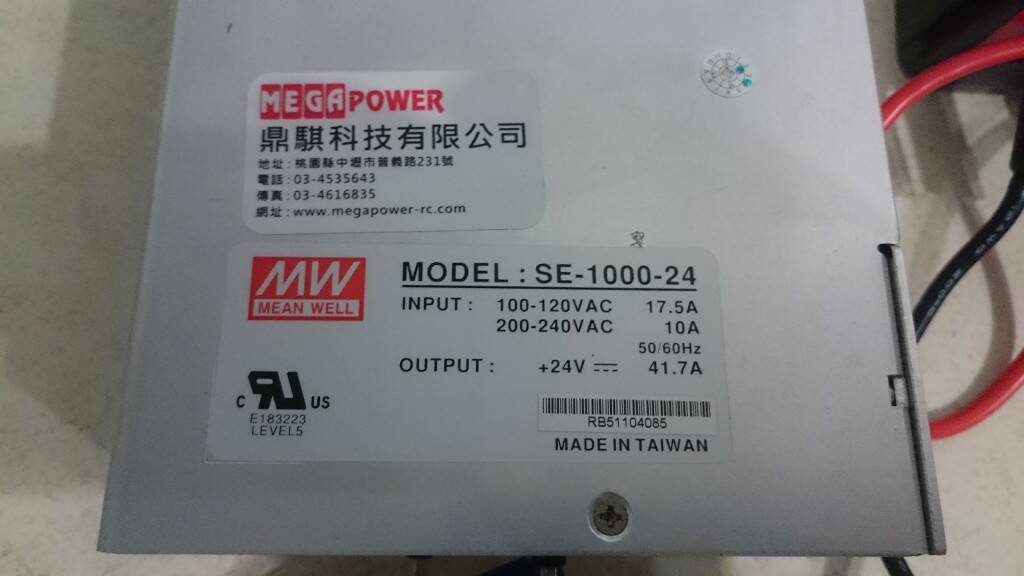 MEGAPOWER
鼎騏科技有限公司
地址:桃園縣中壢市普義路231號
電話:03-4535643
傳真:03-4616835
網址:www.megapower-rc.com
MW
MEAN WELL
MODEL : SE-1000-24
INPUT : 100-120VAC 17.5A
200-240VAC 10A
50/60Hz
OUTPUT : +24V 41.7A
C RU US
E183223
LEVEL5
RB51104085
MADE IN TAIWAN